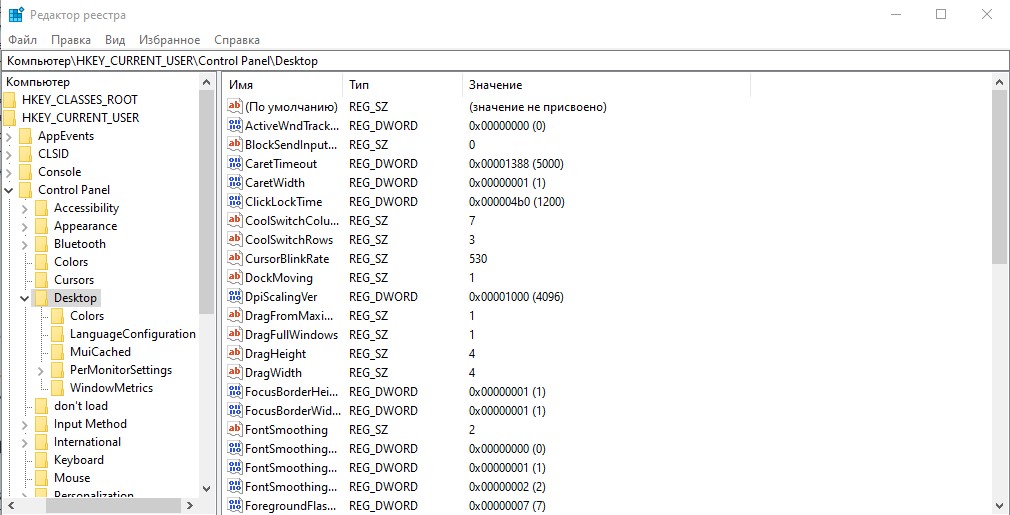 Редактор реестра
Файл Правка Вид Избранное Справка
Компьютер\HKEY_CURRENT_USER\Control Panel\Desktop
Компьютер
HKEY_CLASSES_ROOT
HKEY_CURRENT_USER
AppEvents
CLSID
Console
Control Panel
Accessibility
Appearance
Bluetooth
Colors
Cursors
Desktop
Colors
LanguageConfiguration
MuiCached
PerMonitorSettings
WindowMetrics
don't load
Input Method
International
Keyboard
Mouse
Personalization
Имя Тип Значение
(По умолчанию) REG_SZ (значение не присвоено)
ActiveWndTrack... REG_DWORD 0x00000000 (0)
BlockSendInput... REG_SZ 0
CaretTimeout REG_DWORD 0x00001388 (5000)
CaretWidth REG_DWORD 0x00000001 (1)
ClickLockTime REG_DWORD 0x000004b0 (1200)
CoolSwitchColu... REG_SZ 7
CoolSwitchRows REG_SZ 3
CursorBlinkRate REG_SZ 530
DockMoving REG_SZ 1
DpiScalingVer REG_DWORD 0x00001000 (4096)
DragFromMaxi... REG_SZ 1
DragFullWindows REG_SZ 1
DragHeight REG_SZ 4
DragWidth REG_SZ 4
FocusBorderHei... REG_DWORD 0x00000001 (1)
FocusBorderWid... REG_DWORD 0x00000001 (1)
FontSmoothing REG_SZ 2
FontSmoothing... REG_DWORD 0x00000000 (0)
FontSmoothing... REG_DWORD 0x00000001 (1)
FontSmoothing... REG_DWORD 0x00000002 (2)
ForegroundFlas... REG_DWORD 0x00000007 (7)